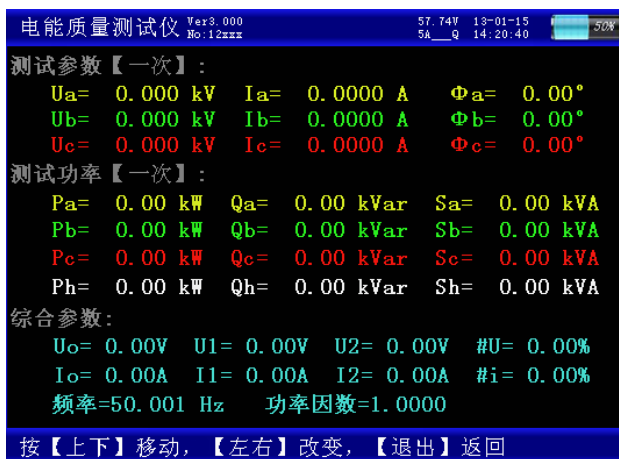 电能质量测试仪 Ver3.000 No:12xxx 57.74V 5A__Q 13-01-15 14:20:40 50%
测试参数【一次】:
Ua= 0.000 kV Ia= 0.0000 A Φa= 0.00°
Ub= 0.000 kV Ib= 0.0000 A Φb= 0.00°
Uc= 0.000 kV Ic= 0.0000 A Φc= 0.00°
测试功率【一次】:
Pa= 0.00 kW Qa= 0.00 kVar Sa= 0.00 kVA
Pb= 0.00 kW Qb= 0.00 kVar Sb= 0.00 kVA
Pc= 0.00 kW Qc= 0.00 kVar Sc= 0.00 kVA
Ph= 0.00 kW Qh= 0.00 kVar Sh= 0.00 kVA
综合参数:
Uo= 0.00V U1= 0.00V U2= 0.00V #U= 0.00%
Io= 0.00A I1= 0.00A I2= 0.00A #i= 0.00%
频率=50.001 Hz 功率因数=1.0000
按【上下】移动, 【左右】改变, 【退出】返回